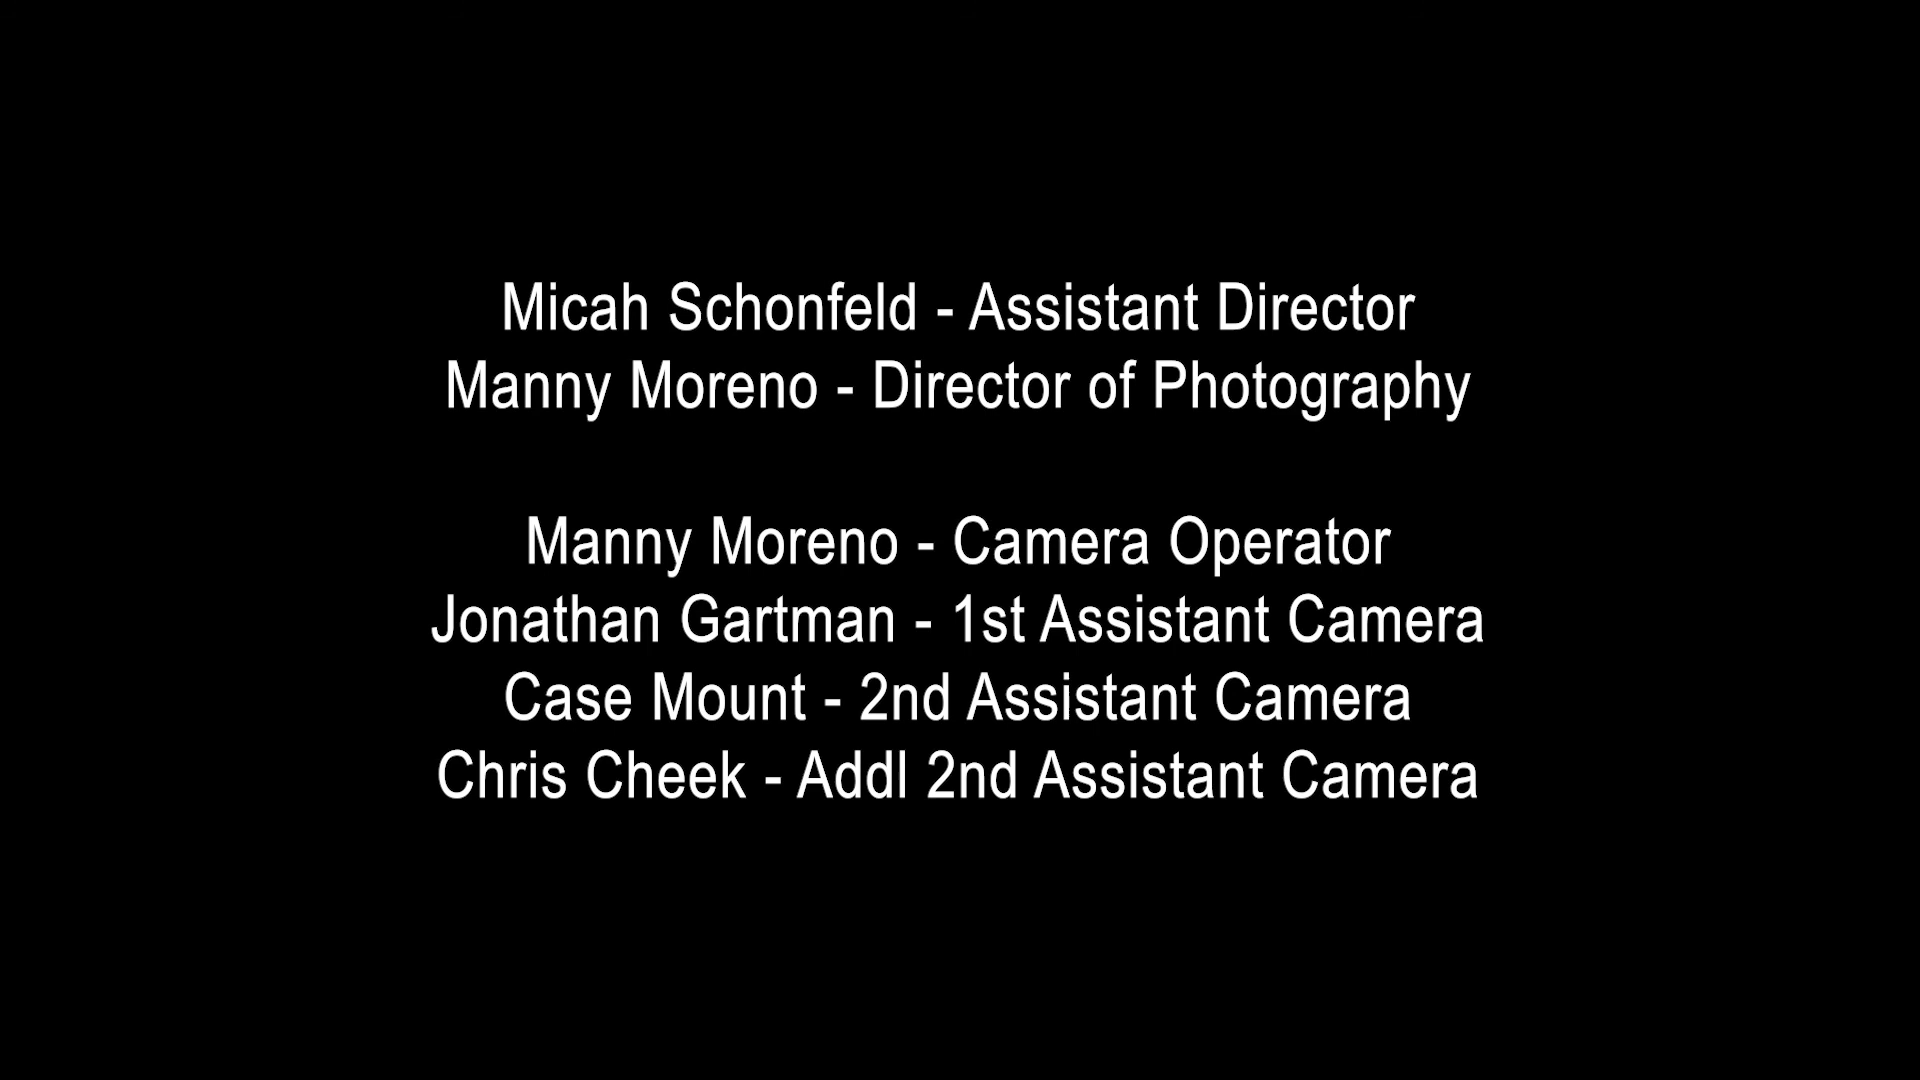 Micah Schonfeld - Assistant Director
Manny Moreno - Director of Photography
Manny Moreno - Camera Operator
Jonathan Gartman - 1st Assistant Camera
Case Mount - 2nd Assistant Camera
Chris Cheek - Addl 2nd Assistant Camera